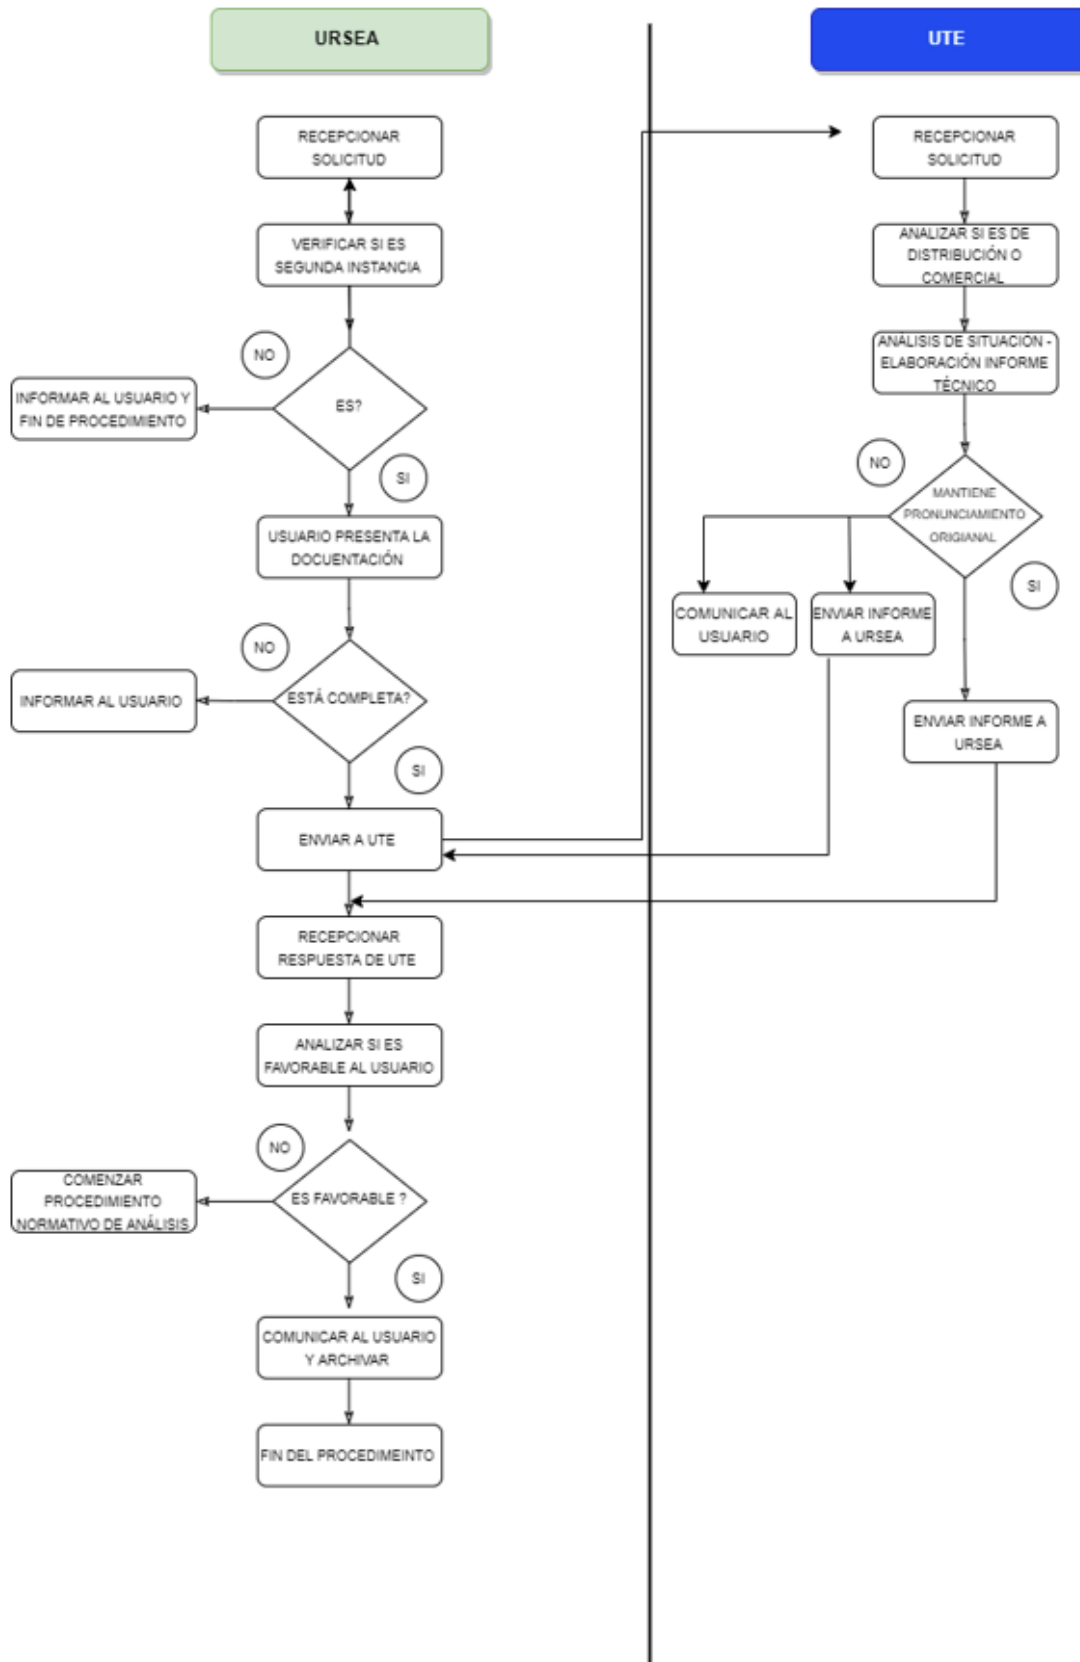 URSEA
RECEPCIONAR
SOLICITUD
VERIFICAR SI ES
SEGUNDA INSTANCIA
NO
ES?
INFORMAR AL USUARIO Y
FIN DE PROCEDIMIENTO
SI
USUARIO PRESENTA LA
DOCUENTACIÓN
NO
ESTÁ COMPLETA?
INFORMAR AL USUARIO
SI
ENVIAR A UTE
RECEPCIONAR
RESPUESTA DE UTE
ANALIZAR SI ES
FAVORABLE AL USUARIO
NO
ES FAVORABLE ?
COMENZAR
PROCEDIMIENTO
NORMATIVO DE ANÁLISIS
SI
COMUNICAR AL USUARIO
Y ARCHIVAR
FIN DEL PROCEDIMEINTO
UTE
RECEPCIONAR
SOLICITUD
ANALIZAR SI ES DE
DISTRIBUCIÓN O
COMERCIAL
ANÁLISIS DE SITUACIÓN -
ELABORACIÓN INFORME
TÉCNICO
NO
MANTIENE
PRONUNCIAMIENTO
ORIGIANAL
SI
COMUNICAR AL
USUARIO
ENVIAR INFORME
A URSEA
ENVIAR INFORME A
URSEA